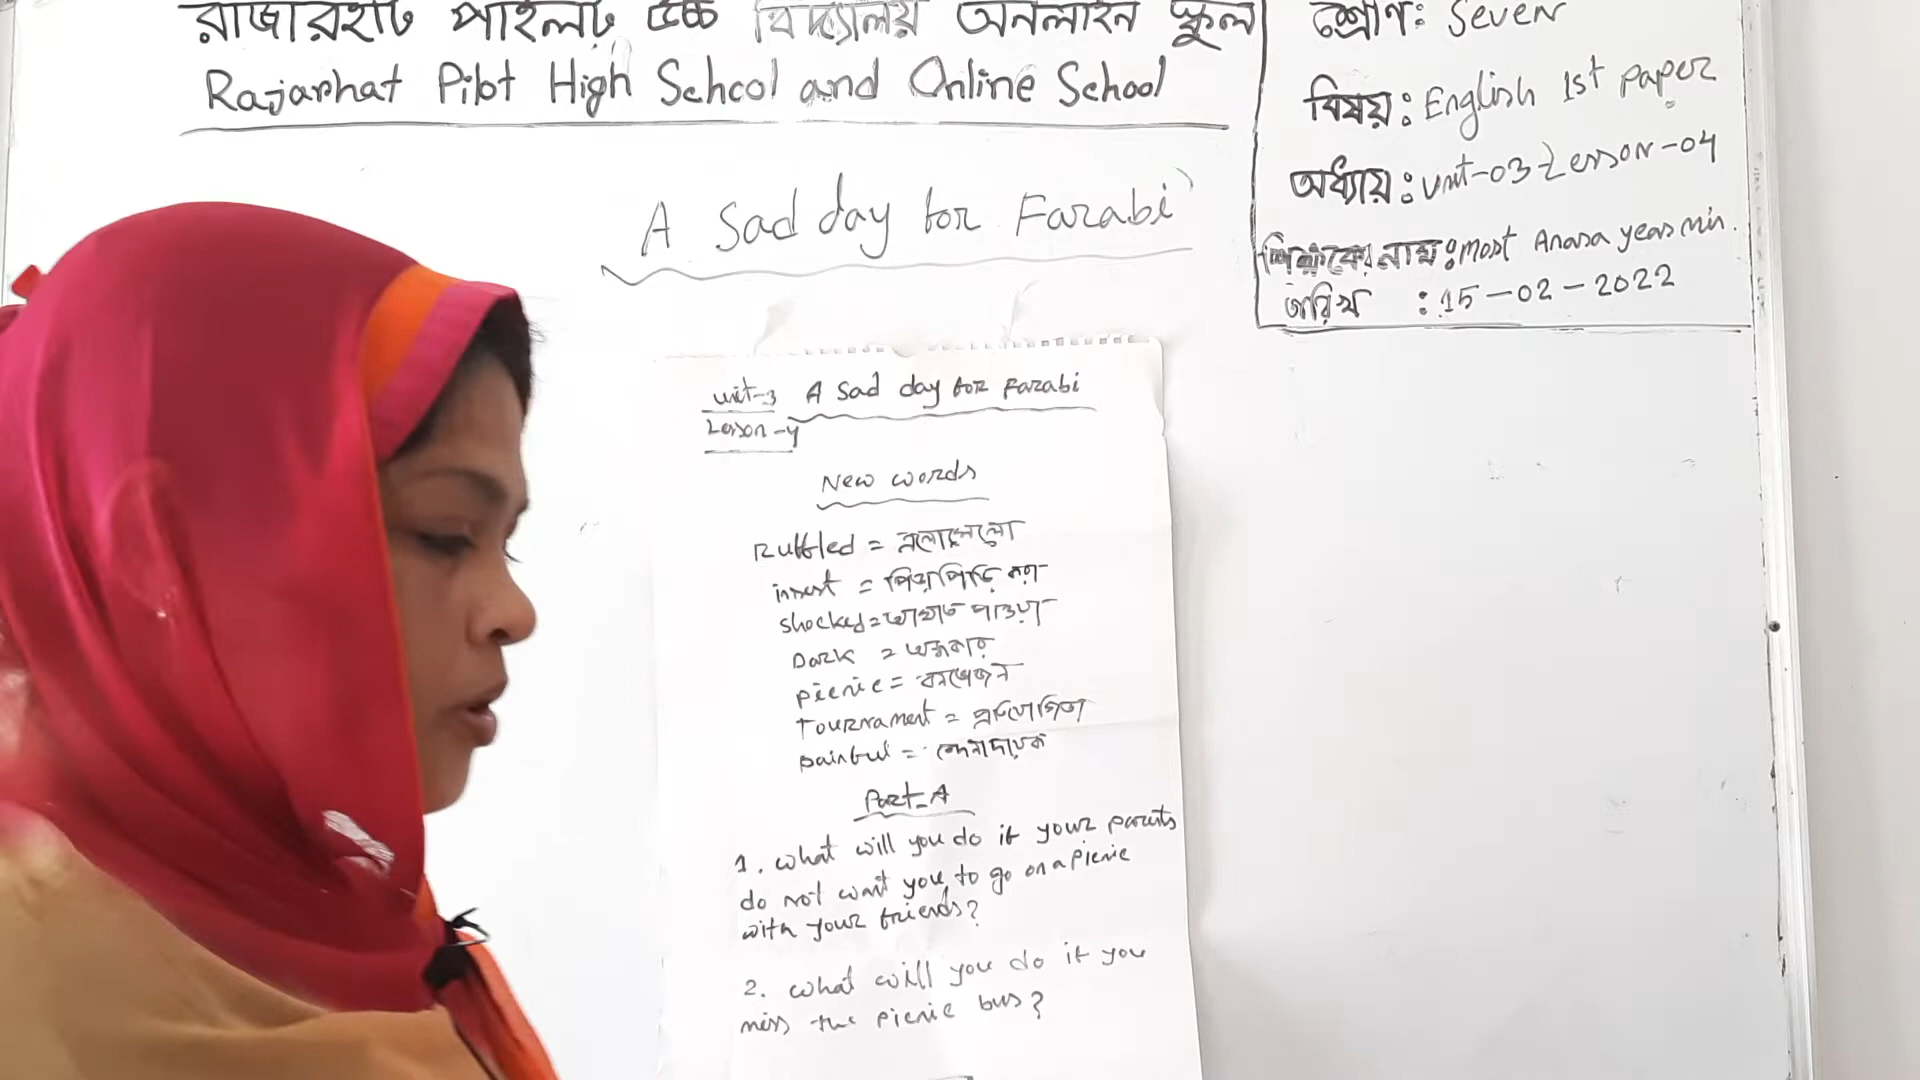 রাজারহাট পাইলট উচ্চ বিদ্যালয় অনলাইন স্কুল
Rajarhat Pilot High School and Online School
শ্রেণি: Seven
বিষয়: English 1st paper
অধ্যায়: unit-03 Lesson-04
শিক্ষকের নাম: Most Anara yeasmin.
তারিখ : 15-02-2022
A Sad day for Farabi
unit-3 A Sad day for Farabi
Lesson-4
New words
Ruffled = এলোমেলো
= পিড়াপিড়ি করা
shocked = আঘাত পাওয়া
Dark = অন্ধকার
picnic = বনভোজন
Tournament = প্রতিযোগিতা
painful = বেদনাদায়ক
Part-A
1. what will you do if your parents
do not want you to go on a picnic
with your friends?
2. what will you do if you
miss the picnic bus?